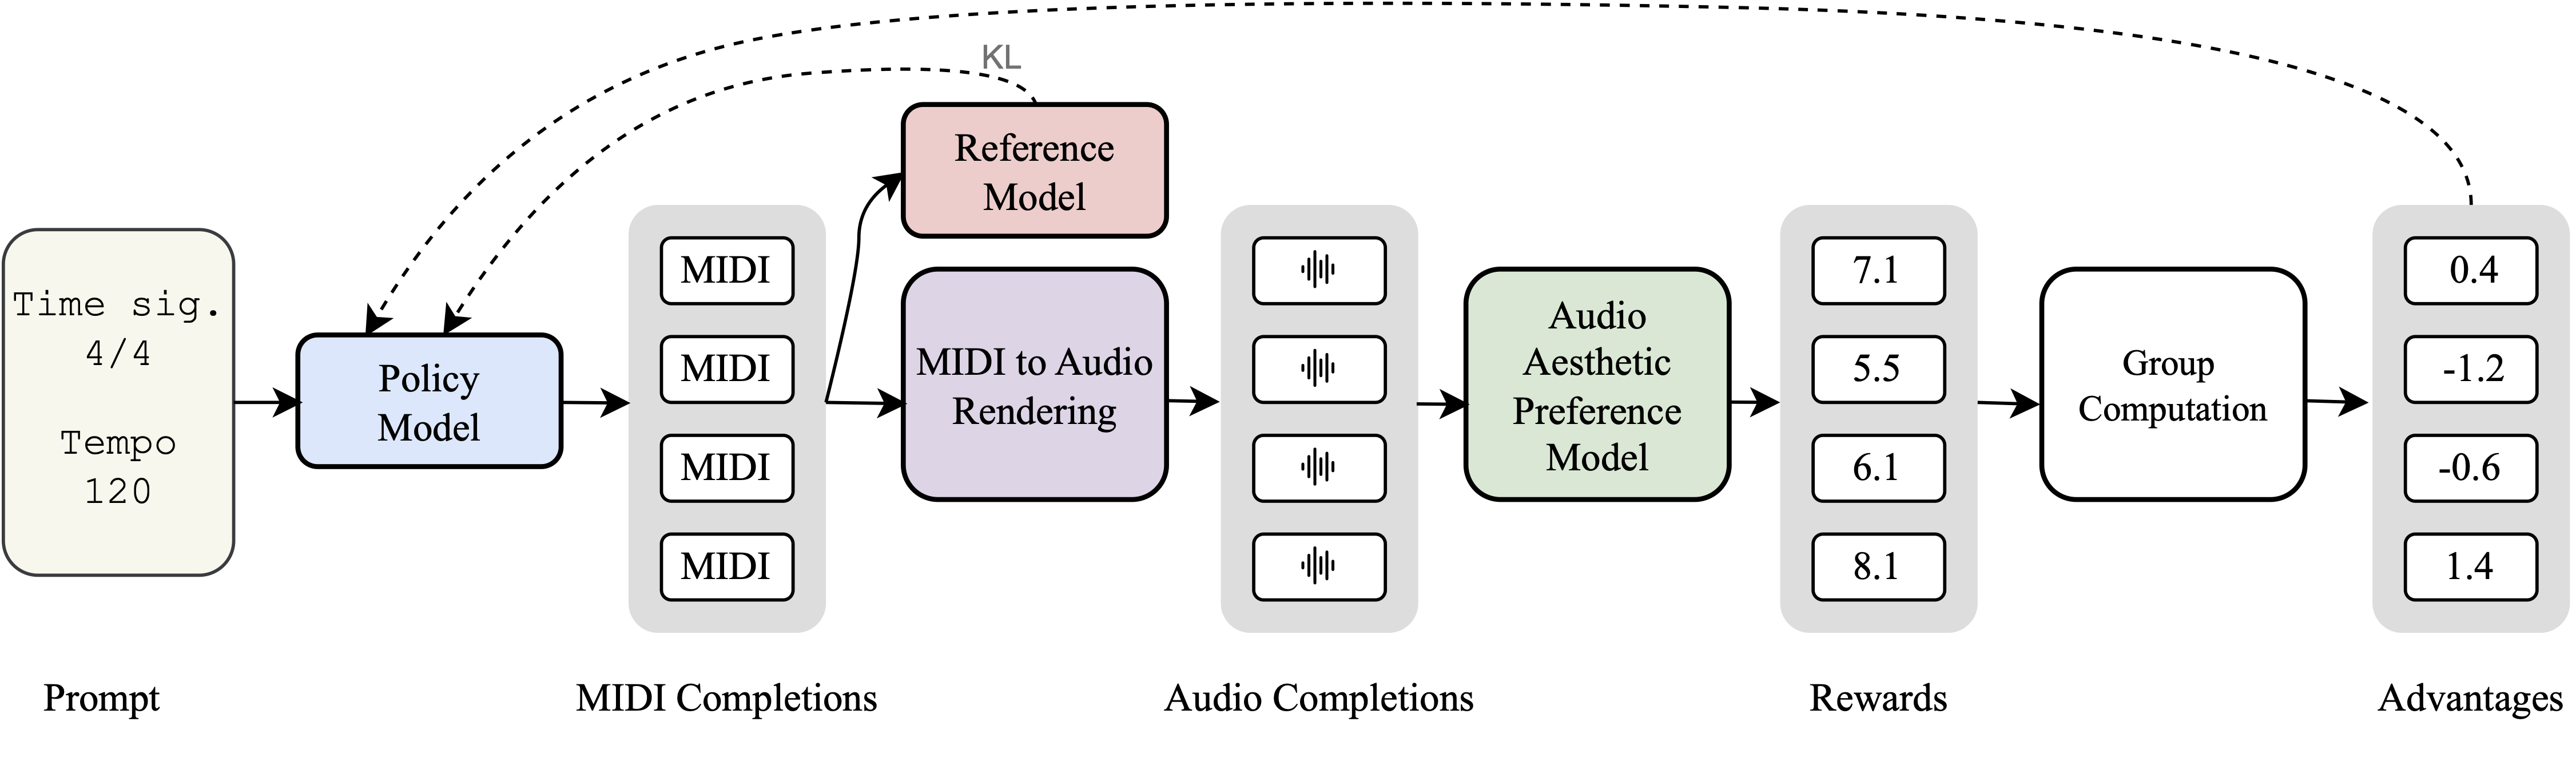 KL
Time sig.
4/4
Tempo
120
Policy
Model
MIDI
MIDI
MIDI
MIDI
Reference
Model
MIDI to Audio
Rendering
Audio
Aesthetic
Preference
Model
7.1
5.5
6.1
8.1
Group
Computation
0.4
-1.2
-0.6
1.4
Prompt
MIDI Completions
Audio Completions
Rewards
Advantages